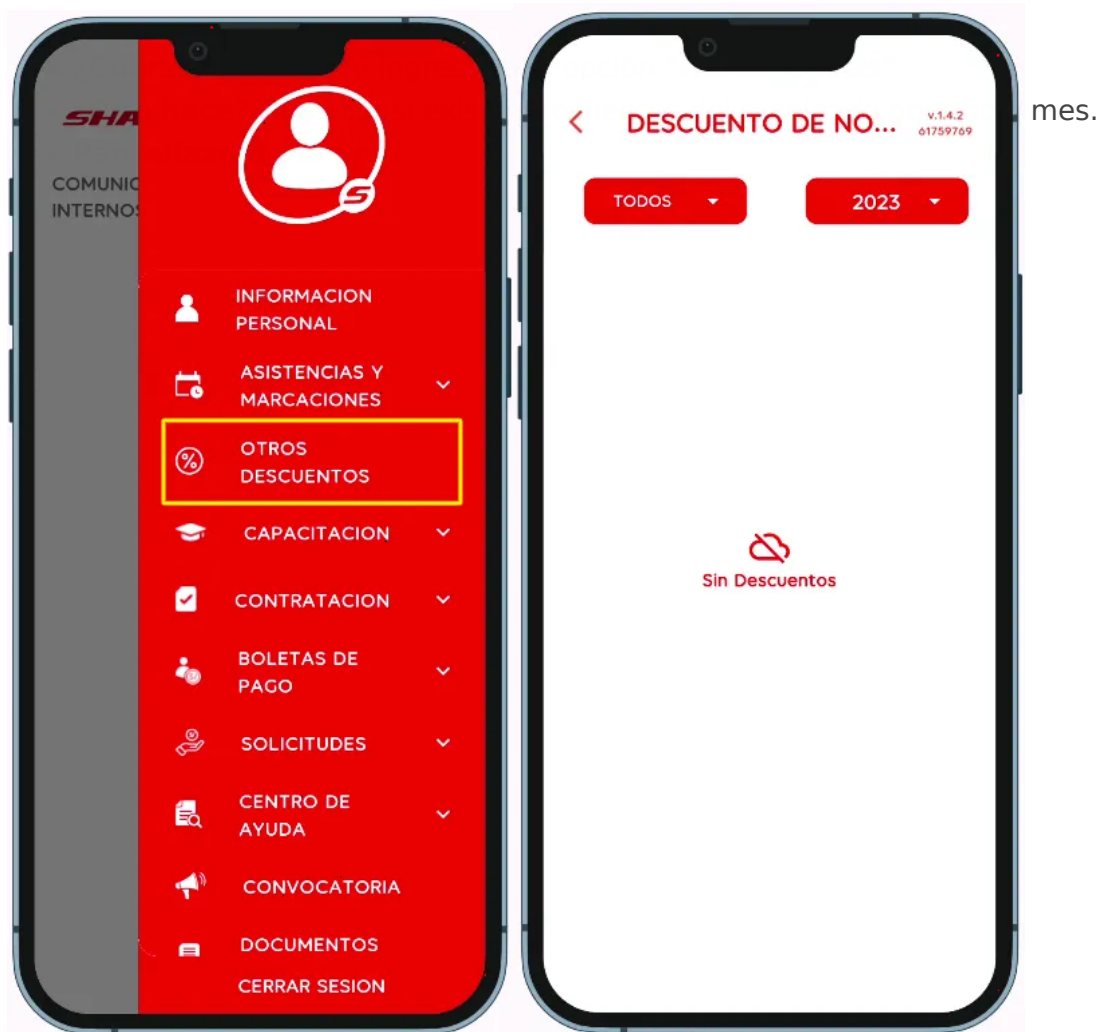 SHA
COMUNIC
INTERNOS
INFORMACION
PERSONAL
ASISTENCIAS Y
MARCACIONES
OTROS
DESCUENTOS
CAPACITACION
CONTRATACION
BOLETAS DE
PAGO
SOLICITUDES
CENTRO DE
AYUDA
CONVOCATORIA
DOCUMENTOS
CERRAR SESION
DESCUENTO DE NO...
v.1.4.2
61759769
TODOS
2023
Sin Descuentos
mes.